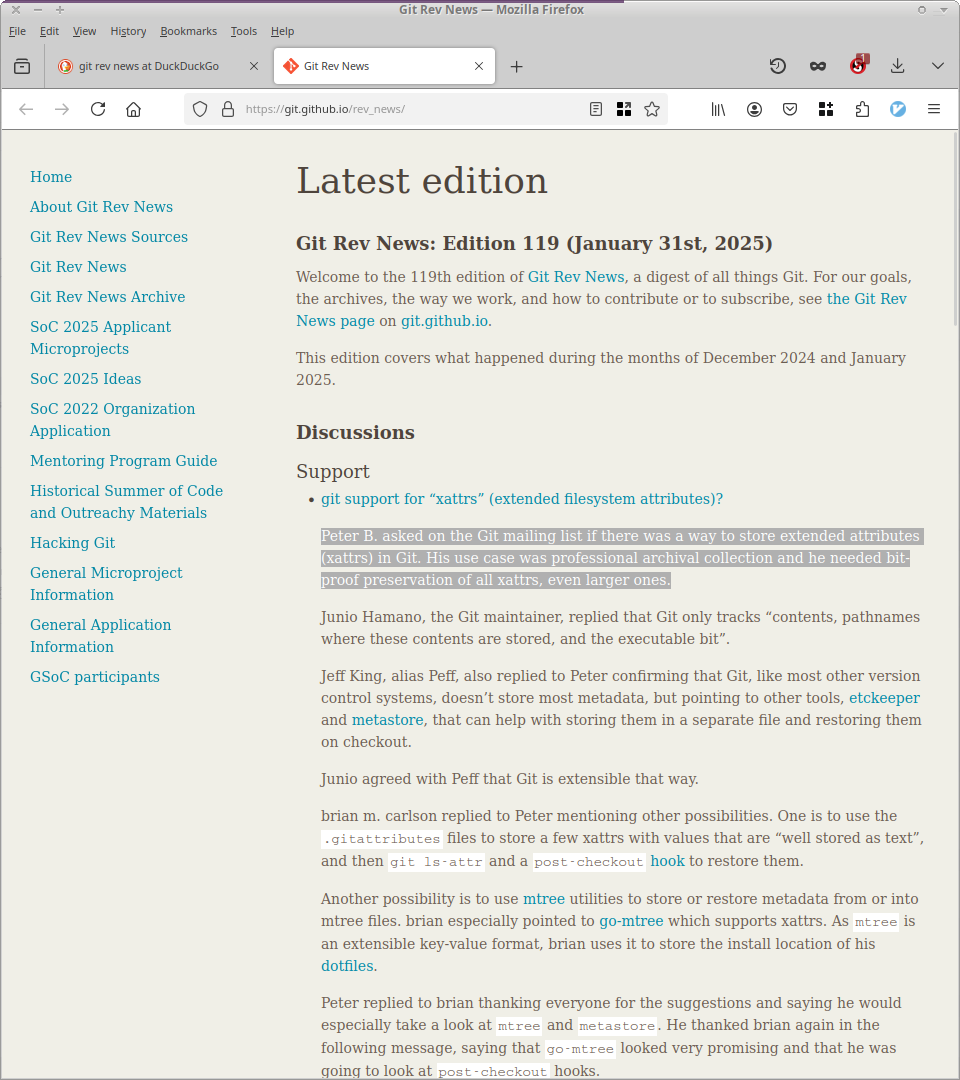 Git Rev News — Mozilla Firefox
File Edit View History Bookmarks Tools Help
git rev news at DuckDuckGo
Git Rev News
1
https://git.github.io/rev_news/
Home
About Git Rev News
Git Rev News Sources
Git Rev News
Git Rev News Archive
SoC 2025 Applicant
Microprojects
SoC 2025 Ideas
SoC 2022 Organization
Application
Mentoring Program Guide
Historical Summer of Code
and Outreachy Materials
Hacking Git
General Microproject
Information
General Application
Information
GSoC participants
Latest edition
Git Rev News: Edition 119 (January 31st, 2025)
Welcome to the 119th edition of Git Rev News, a digest of all things Git. For our goals,
the archives, the way we work, and how to contribute or to subscribe, see the Git Rev
News page on git.github.io.
This edition covers what happened during the months of December 2024 and January
2025.
Discussions
Support
• git support for “xattrs” (extended filesystem attributes)?
Peter B. asked on the Git mailing list if there was a way to store extended attributes
(xattrs) in Git. His use case was professional archival collection and he needed bit-
proof preservation of all xattrs, even larger ones.
Junio Hamano, the Git maintainer, replied that Git only tracks “contents, pathnames
where these contents are stored, and the executable bit”.
Jeff King, alias Peff, also replied to Peter confirming that Git, like most other version
control systems, doesn’t store most metadata, but pointing to other tools, etckeeper
and metastore, that can help with storing them in a separate file and restoring them
on checkout.
Junio agreed with Peff that Git is extensible that way.
brian m. carlson replied to Peter mentioning other possibilities. One is to use the
.gitattributes files to store a few xattrs with values that are “well stored as text”,
and then git ls-attr and a post-checkout hook to restore them.
Another possibility is to use mtree utilities to store or restore metadata from or into
mtree files. brian especially pointed to go-mtree which supports xattrs. As mtree is
an extensible key-value format, brian uses it to store the install location of his
dotfiles.
Peter replied to brian thanking everyone for the suggestions and saying he would
especially take a look at mtree and metastore. He thanked brian again in the
following message, saying that go-mtree looked very promising and that he was
going to look at post-checkout hooks.